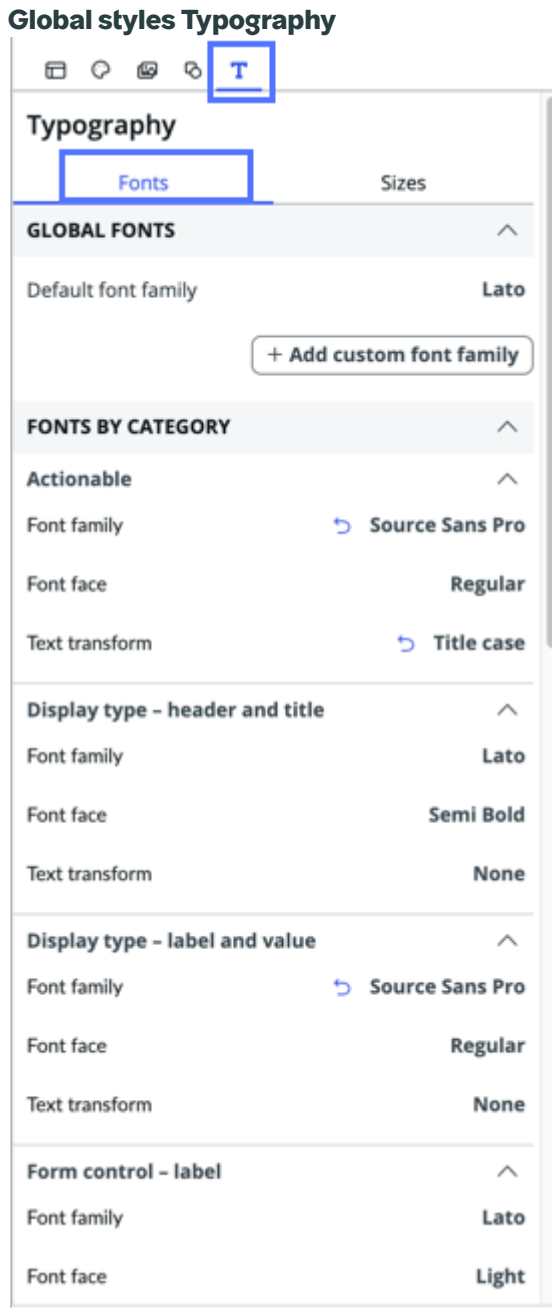 Global styles Typography
T
Typography
Fonts Sizes
GLOBAL FONTS
Default font family Lato
+ Add custom font family
FONTS BY CATEGORY
Actionable
Font family Source Sans Pro
Font face Regular
Text transform Title case
Display type – header and title
Font family Lato
Font face Semi Bold
Text transform None
Display type – label and value
Font family Source Sans Pro
Font face Regular
Text transform None
Form control – label
Font family Lato
Font face Light